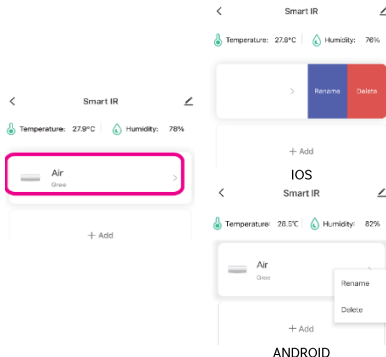 Smart IR
Temperature: 27.9°C Humidity: 78%
Air
Gree
+ Add
Smart IR
Temperature: 27.9°C Humidity: 76%
Rename Delete
+ Add
IOS
Smart IR
Temperature: 28.5°C Humidity: 82%
Air
Gree
Rename
Delete
+ Add
ANDROID